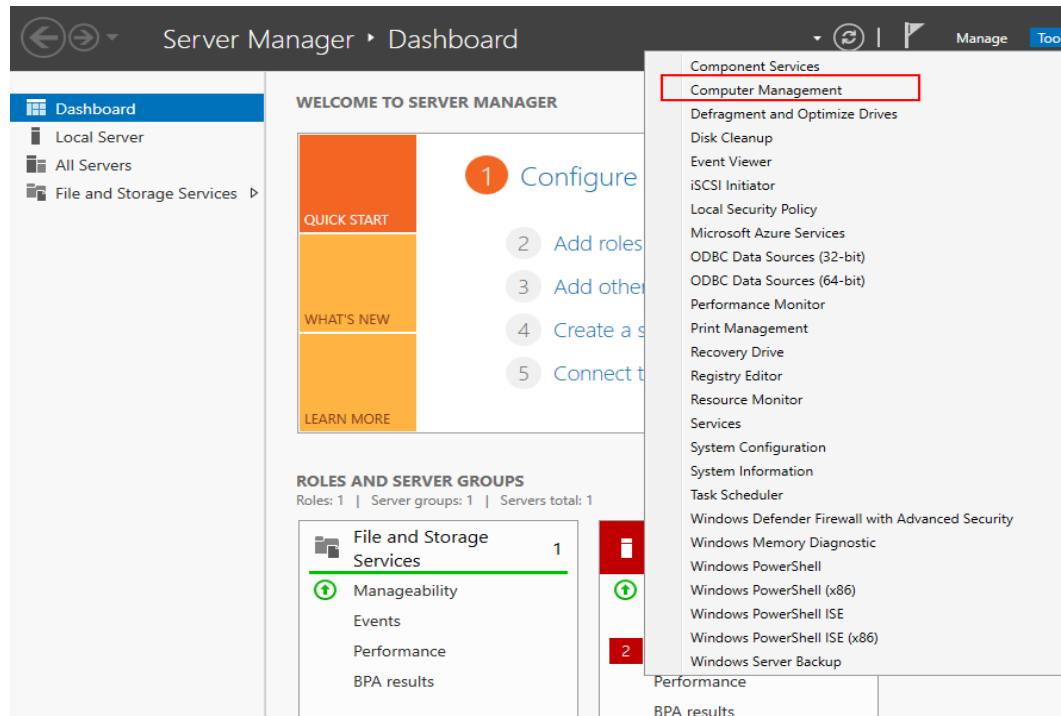 Server Manager ‣ Dashboard
Manage
Too
Dashboard
Local Server
All Servers
File and Storage Services
WELCOME TO SERVER MANAGER
QUICK START
WHAT'S NEW
LEARN MORE
1 Configure
2 Add roles
3 Add other
4 Create a s
5 Connect t
ROLES AND SERVER GROUPS
Roles: 1 | Server groups: 1 | Servers total: 1
File and Storage
Services
1
Manageability
Events
Performance
BPA results
2
Performance
BPA results
Component Services
Computer Management
Defragment and Optimize Drives
Disk Cleanup
Event Viewer
iSCSI Initiator
Local Security Policy
Microsoft Azure Services
ODBC Data Sources (32-bit)
ODBC Data Sources (64-bit)
Performance Monitor
Print Management
Recovery Drive
Registry Editor
Resource Monitor
Services
System Configuration
System Information
Task Scheduler
Windows Defender Firewall with Advanced Security
Windows Memory Diagnostic
Windows PowerShell
Windows PowerShell (x86)
Windows PowerShell ISE
Windows PowerShell ISE (x86)
Windows Server Backup